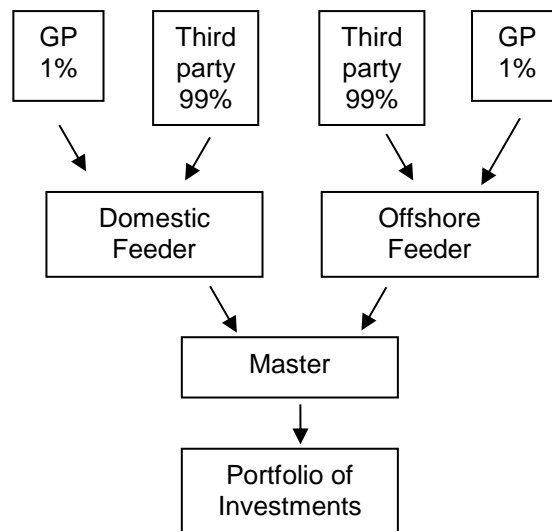 GP
1%
Third
party
99%
Third
party
99%
GP
1%
Domestic
Feeder
Offshore
Feeder
Master
Portfolio of
Investments